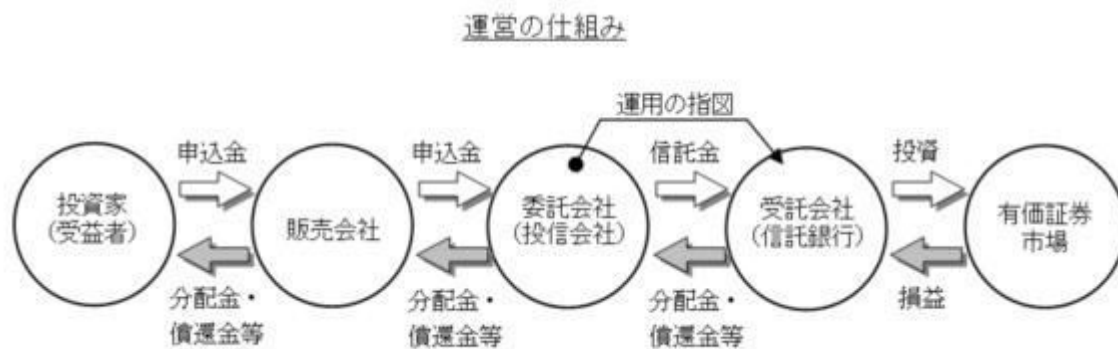 運営の仕組み
運用の指図
申込金
申込金
信託金
投資
投資家
(受益者)
販売会社
委託会社
(投信会社)
受託会社
(信託銀行)
有価証券
市場
分配金・
償還金等
分配金・
償還金等
分配金・
償還金等
損益